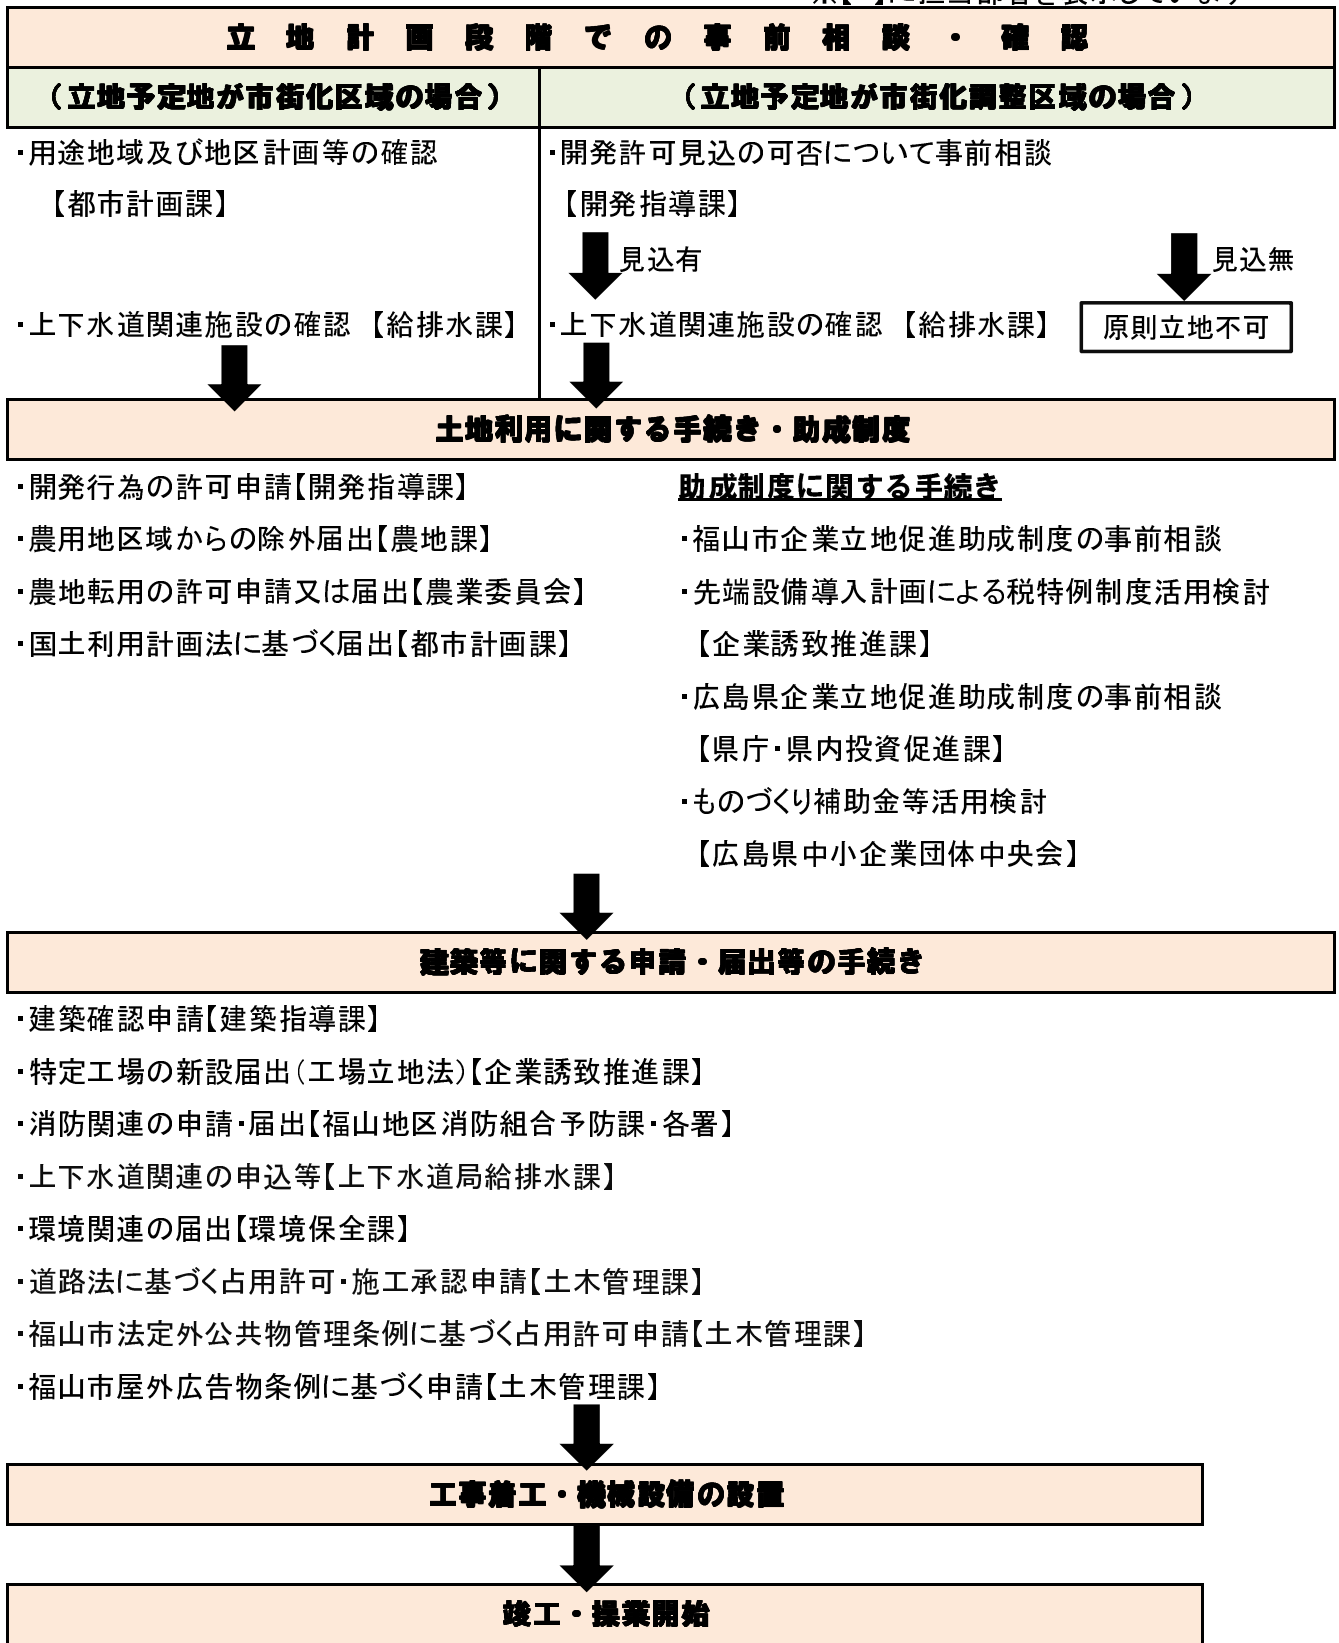 立地計画段階での事前相談・確認
（立地予定地が市街化区域の場合）
・用途地域及び地区計画等の確認
【都市計画課】
・上下水道関連施設の確認 【給排水課】
（立地予定地が市街化調整区域の場合）
・開発許可見込の可否について事前相談
【開発指導課】
見込有
見込無
・上下水道関連施設の確認 【給排水課】
原則立地不可
土地利用に関する手続き・助成制度
・開発行為の許可申請【開発指導課】
・農用地区域からの除外届出【農地課】
・農地転用の許可申請又は届出【農業委員会】
・国土利用計画法に基づく届出【都市計画課】
助成制度に関する手続き
・福山市企業立地促進助成制度の事前相談
・先端設備導入計画による税特例制度活用検討
【企業誘致推進課】
・広島県企業立地促進助成制度の事前相談
【県庁・県内投資促進課】
・ものづくり補助金等活用検討
【広島県中小企業団体中央会】
建築等に関する申請・届出等の手続き
・建築確認申請【建築指導課】
・特定工場の新設届出（工場立地法）【企業誘致推進課】
・消防関連の申請・届出【福山地区消防組合予防課・各署】
・上下水道関連の申込等【上下水道局給排水課】
・環境関連の届出【環境保全課】
・道路法に基づく占用許可・施工承認申請【土木管理課】
・福山市法定外公共物管理条例に基づく占用許可申請【土木管理課】
・福山市屋外広告物条例に基づく申請【土木管理課】
工事着工・機械設備の設置
竣工・操業開始